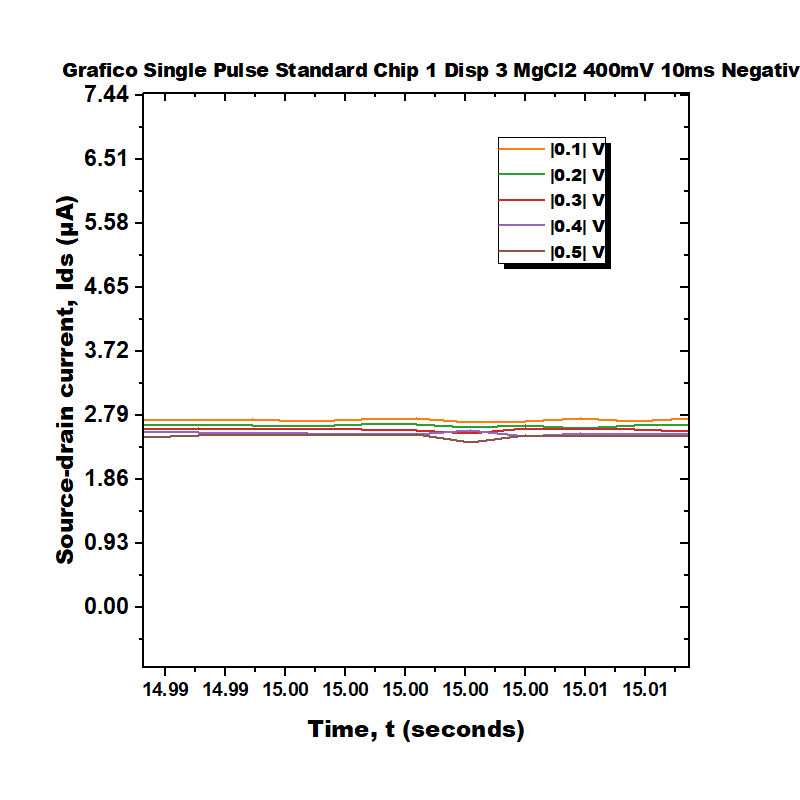 Grafico Single Pulse Standard Chip 1 Disp 3 MgCl2 400mV 10ms Negativ
7.44
6.51
5.58
4.65
3.72
2.79
1.86
0.93
0.00
Source-drain current, Ids (µA)
|0.1| V
|0.2| V
|0.3| V
|0.4| V
|0.5| V
14.99 14.99 15.00 15.00 15.00 15.00 15.00 15.01 15.01
Time, t (seconds)